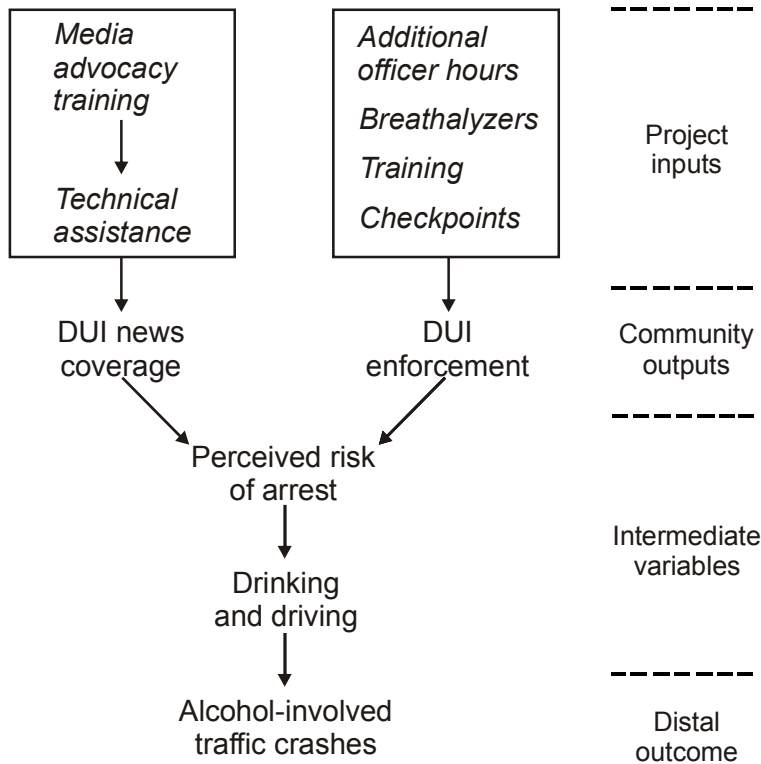 Media
advocacy
training
Technical
assistance
Additional
officer hours
Breathalyzers
Training
Checkpoints
Project
inputs
DUI news
coverage
DUI
enforcement
Community
outputs
Perceived risk
of arrest
Drinking
and driving
Intermediate
variables
Alcohol-involved
traffic crashes
Distal
outcome